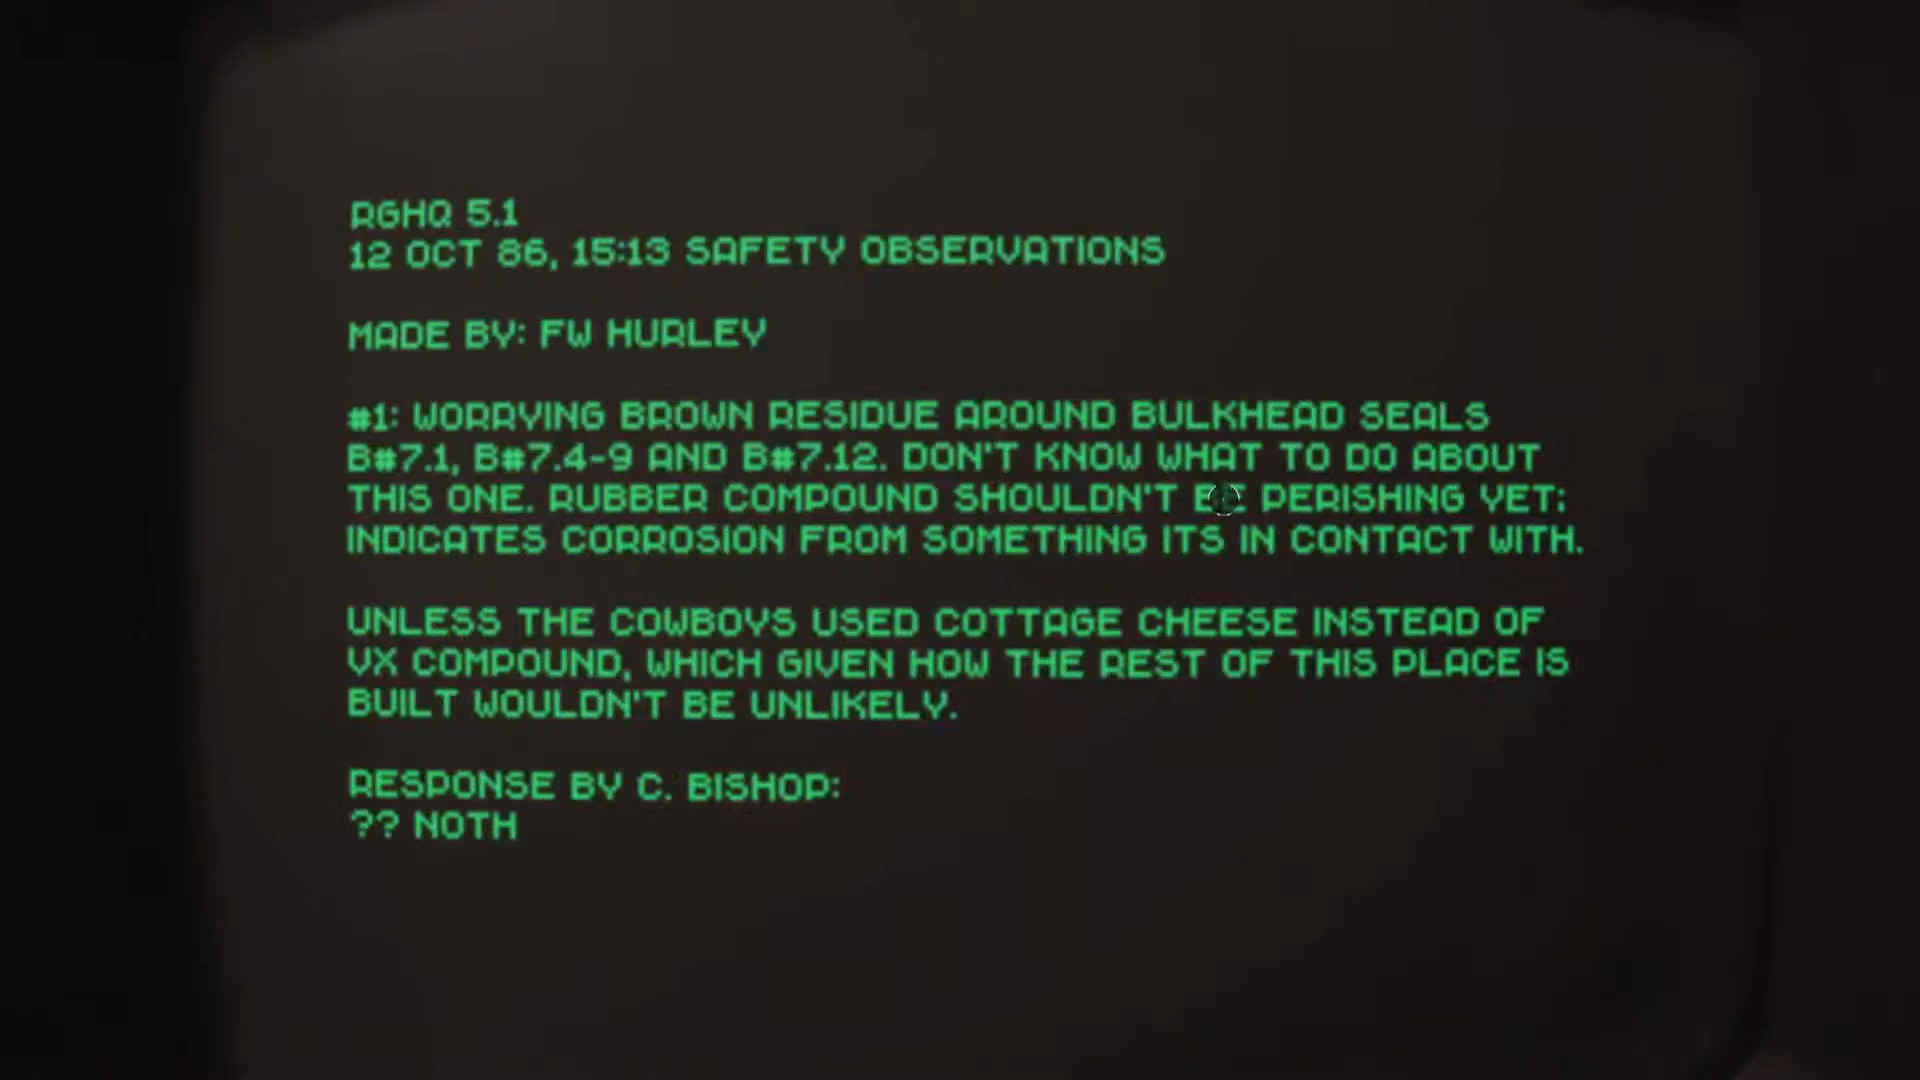 RGHQ 5.1
12 OCT 86, 15:13 SAFETY OBSERVATIONS
MADE BY: FW HURLEY
#1: WORRYING BROWN RESIDUE AROUND BULKHEAD SEALS
B#7.1, B#7.4-9 AND B#7.12. DON'T KNOW WHAT TO DO ABOUT
THIS ONE. RUBBER COMPOUND SHOULDN'T BE PERISHING YET;
INDICATES CORROSION FROM SOMETHING ITS IN CONTACT WITH.
UNLESS THE COWBOYS USED COTTAGE CHEESE INSTEAD OF
VX COMPOUND, WHICH GIVEN HOW THE REST OF THIS PLACE IS
BUILT WOULDN'T BE UNLIKELY.
RESPONSE BY C. BISHOP:
?? NOTH